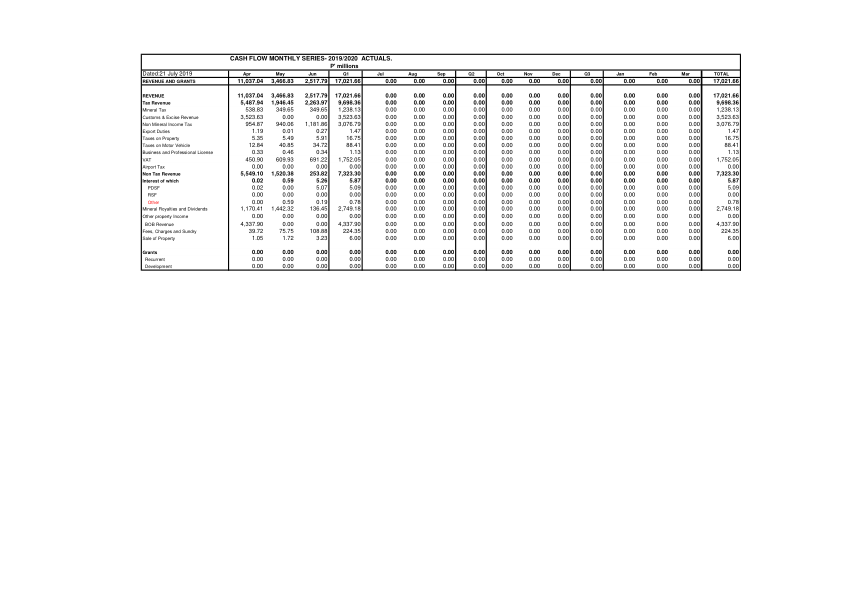 CASH FLOW MONTHLY SERIES- 2019/2020 ACTUALS.
P' millions
Dated:21 July 2019 Apr May Jun Q1 Jul Aug Sep Q2 Oct Nov Dec Q3 Jan Feb Mar TOTAL
REVENUE AND GRANTS 11,037.04 3,466.83 2,517.79 17,021.66 0.00 0.00 0.00 0.00 0.00 0.00 0.00 0.00 0.00 0.00 0.00 17,021.66
REVENUE 11,037.04 3,466.83 2,517.79 17,021.66 0.00 0.00 0.00 0.00 0.00 0.00 0.00 0.00 0.00 0.00 0.00 17,021.66
Tax Revenue 5,487.94 1,946.45 2,263.97 9,698.36 0.00 0.00 0.00 0.00 0.00 0.00 0.00 0.00 0.00 0.00 0.00 9,698.36
Mineral Tax 538.83 349.65 349.65 1,238.13 0.00 0.00 0.00 0.00 0.00 0.00 0.00 0.00 0.00 0.00 0.00 1,238.13
Customs & Excise Revenue 3,523.63 0.00 0.00 3,523.63 0.00 0.00 0.00 0.00 0.00 0.00 0.00 0.00 0.00 0.00 0.00 3,523.63
Non Mineral Income Tax 954.87 940.06 1,181.86 3,076.79 0.00 0.00 0.00 0.00 0.00 0.00 0.00 0.00 0.00 0.00 0.00 3,076.79
Export Duties 1.19 0.01 0.27 1.47 0.00 0.00 0.00 0.00 0.00 0.00 0.00 0.00 0.00 0.00 0.00 1.47
Taxes on Property 5.35 5.49 5.91 16.75 0.00 0.00 0.00 0.00 0.00 0.00 0.00 0.00 0.00 0.00 0.00 16.75
Taxes on Motor Vehicle 12.84 40.85 34.72 88.41 0.00 0.00 0.00 0.00 0.00 0.00 0.00 0.00 0.00 0.00 0.00 88.41
Business and Professional License 0.33 0.46 0.34 1.13 0.00 0.00 0.00 0.00 0.00 0.00 0.00 0.00 0.00 0.00 0.00 1.13
VAT 450.90 609.93 691.22 1,752.05 0.00 0.00 0.00 0.00 0.00 0.00 0.00 0.00 0.00 0.00 0.00 1,752.05
Airport Tax 0.00 0.00 0.00 0.00 0.00 0.00 0.00 0.00 0.00 0.00 0.00 0.00 0.00 0.00 0.00 0.00
Non Tax Revenue 5,549.10 1,520.38 253.82 7,323.30 0.00 0.00 0.00 0.00 0.00 0.00 0.00 0.00 0.00 0.00 0.00 7,323.30
Interest of which 0.02 0.59 5.26 5.87 0.00 0.00 0.00 0.00 0.00 0.00 0.00 0.00 0.00 0.00 0.00 5.87
PDSF 0.02 0.00 5.07 5.09 0.00 0.00 0.00 0.00 0.00 0.00 0.00 0.00 0.00 0.00 0.00 5.09
RSF 0.00 0.00 0.00 0.00 0.00 0.00 0.00 0.00 0.00 0.00 0.00 0.00 0.00 0.00 0.00 0.00
Other 0.00 0.59 0.19 0.78 0.00 0.00 0.00 0.00 0.00 0.00 0.00 0.00 0.00 0.00 0.00 0.78
Mineral Royalties and Dividends 1,170.41 1,442.32 136.45 2,749.18 0.00 0.00 0.00 0.00 0.00 0.00 0.00 0.00 0.00 0.00 0.00 2,749.18
Other property Income 0.00 0.00 0.00 0.00 0.00 0.00 0.00 0.00 0.00 0.00 0.00 0.00 0.00 0.00 0.00 0.00
BOB Revenue 4,337.90 0.00 0.00 4,337.90 0.00 0.00 0.00 0.00 0.00 0.00 0.00 0.00 0.00 0.00 0.00 4,337.90
Fees, Charges and Sundry 39.72 75.75 108.88 224.35 0.00 0.00 0.00 0.00 0.00 0.00 0.00 0.00 0.00 0.00 0.00 224.35
Sale of Property 1.05 1.72 3.23 6.00 0.00 0.00 0.00 0.00 0.00 0.00 0.00 0.00 0.00 0.00 0.00 6.00
Grants 0.00 0.00 0.00 0.00 0.00 0.00 0.00 0.00 0.00 0.00 0.00 0.00 0.00 0.00 0.00 0.00
Recurrent 0.00 0.00 0.00 0.00 0.00 0.00 0.00 0.00 0.00 0.00 0.00 0.00 0.00 0.00 0.00 0.00
Development 0.00 0.00 0.00 0.00 0.00 0.00 0.00 0.00 0.00 0.00 0.00 0.00 0.00 0.00 0.00 0.00